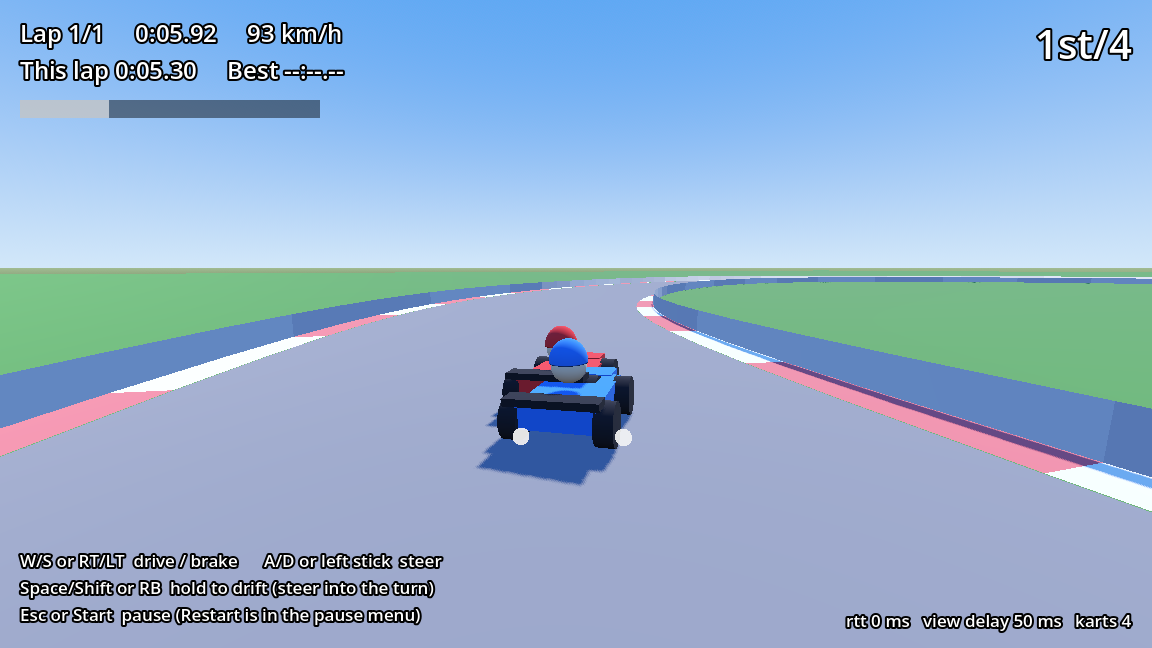 Lap 1/1 0:05.92 93 km/h
This lap 0:05.30 Best --:--.--
1st/4
W/S or RT/LT drive / brake A/D or left stick steer
Space/Shift or RB hold to drift (steer into the turn)
Esc or Start pause (Restart is in the pause menu)
rtt 0 ms view delay 50 ms karts 4